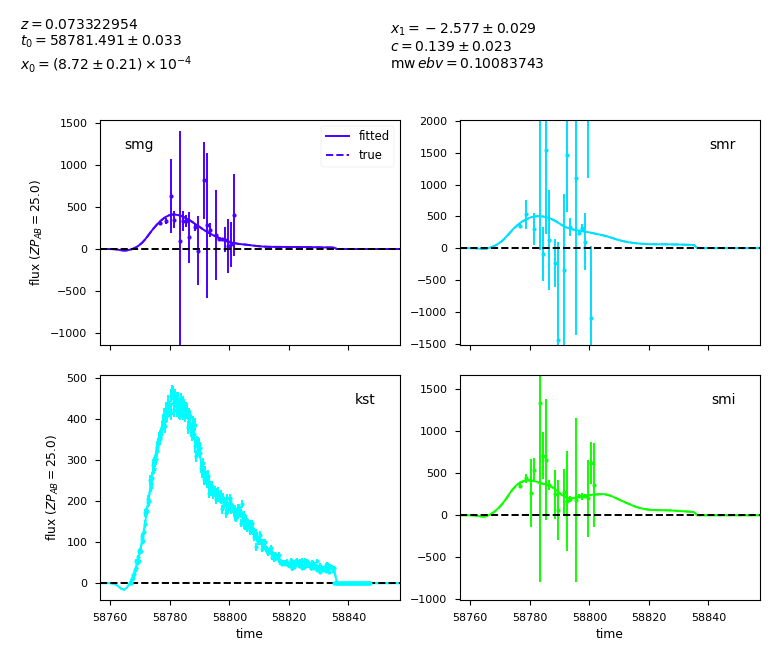 z = 0.073322954
t₀ = 58781.491 ± 0.033
x₀ = (8.72 ± 0.21) × 10⁻⁴
x₁ = −2.577 ± 0.029
c = 0.139 ± 0.023
mw ebv = 0.10083743
1500
1000
500
0
−500
−1000
flux (ZP_AB = 25.0)
smg
fitted
true
2000
1500
1000
500
0
−500
−1000
−1500
smr
500
400
300
200
100
0
flux (ZP_AB = 25.0)
kst
58760 58780 58800 58820 58840
time
1500
1000
500
0
−500
−1000
smi
58760 58780 58800 58820 58840
time